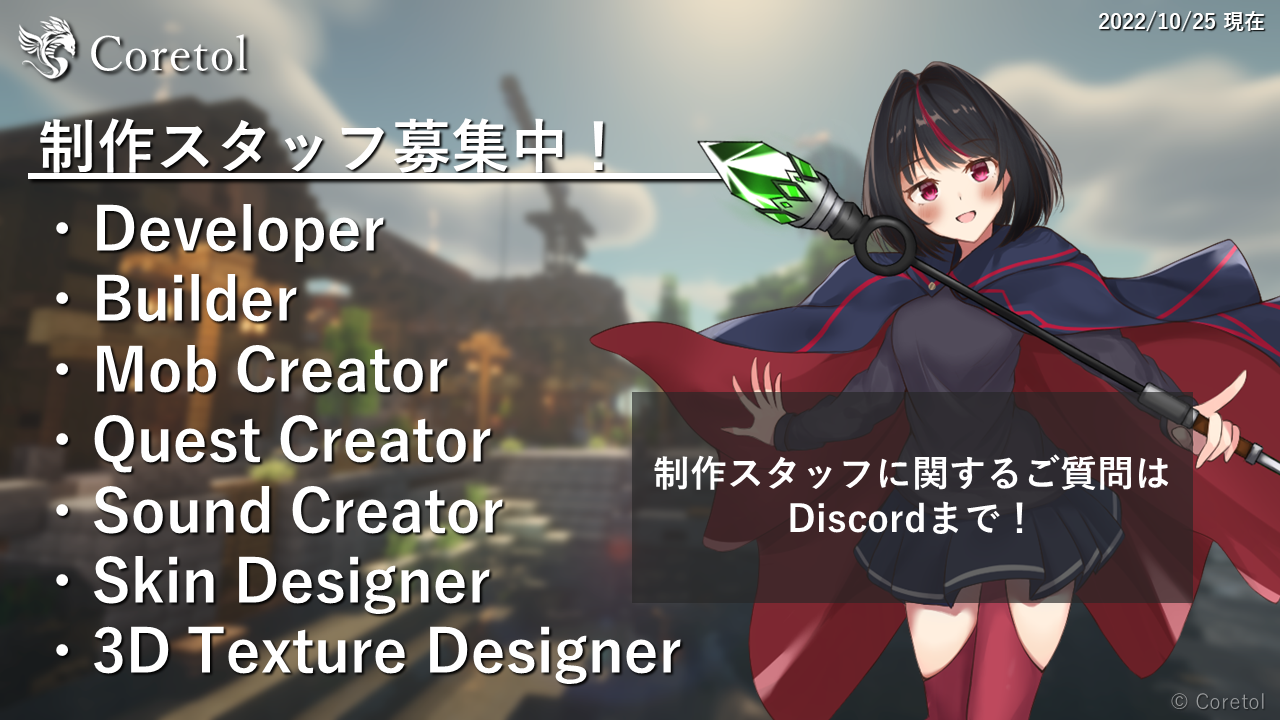 Coretol
2022/10/25 現在
制作スタッフ募集中！
・Developer
・Builder
・Mob Creator
・Quest Creator
・Sound Creator
・Skin Designer
・3D Texture Designer
制作スタッフに関するご質問は
Discordまで！
© Coretol